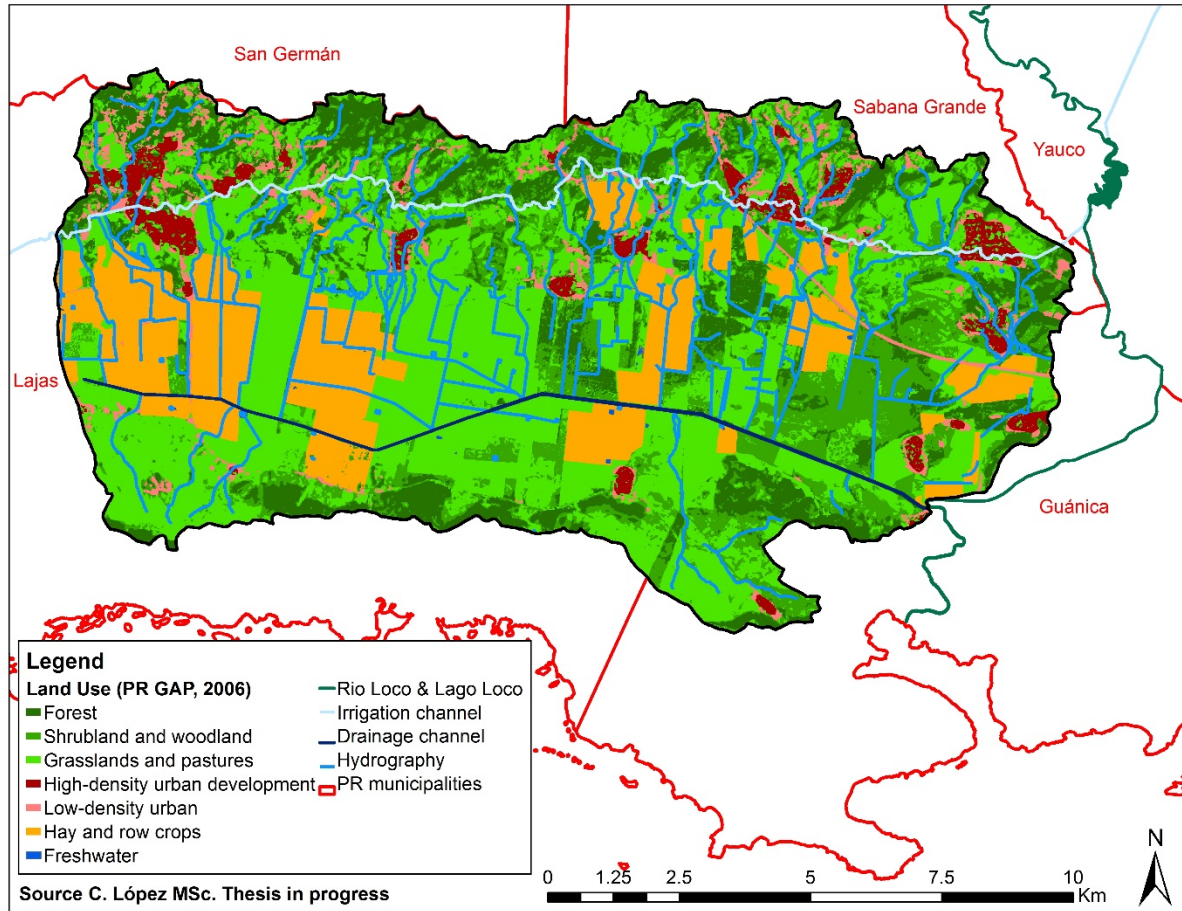 San Germán
Sabana Grande
Yauco
Lajas
Guánica
Legend
Land Use (PR GAP, 2006)
Forest
Shrubland and woodland
Grasslands and pastures
High-density urban development
Low-density urban
Hay and row crops
Freshwater
Rio Loco & Lago Loco
Irrigation channel
Drainage channel
Hydrography
PR municipalities
Source C. López MSc. Thesis in progress
0 1.25 2.5 5 7.5 10
Km
N